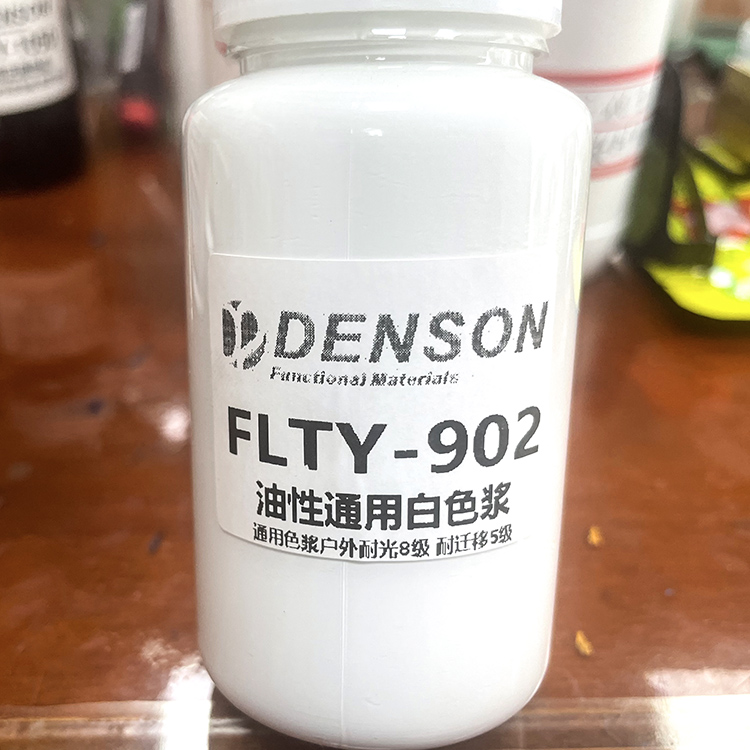 DENSON
Functional Materials
FLTY-902
油性通用白色浆
通用色浆户外耐光8级 耐迁移5级